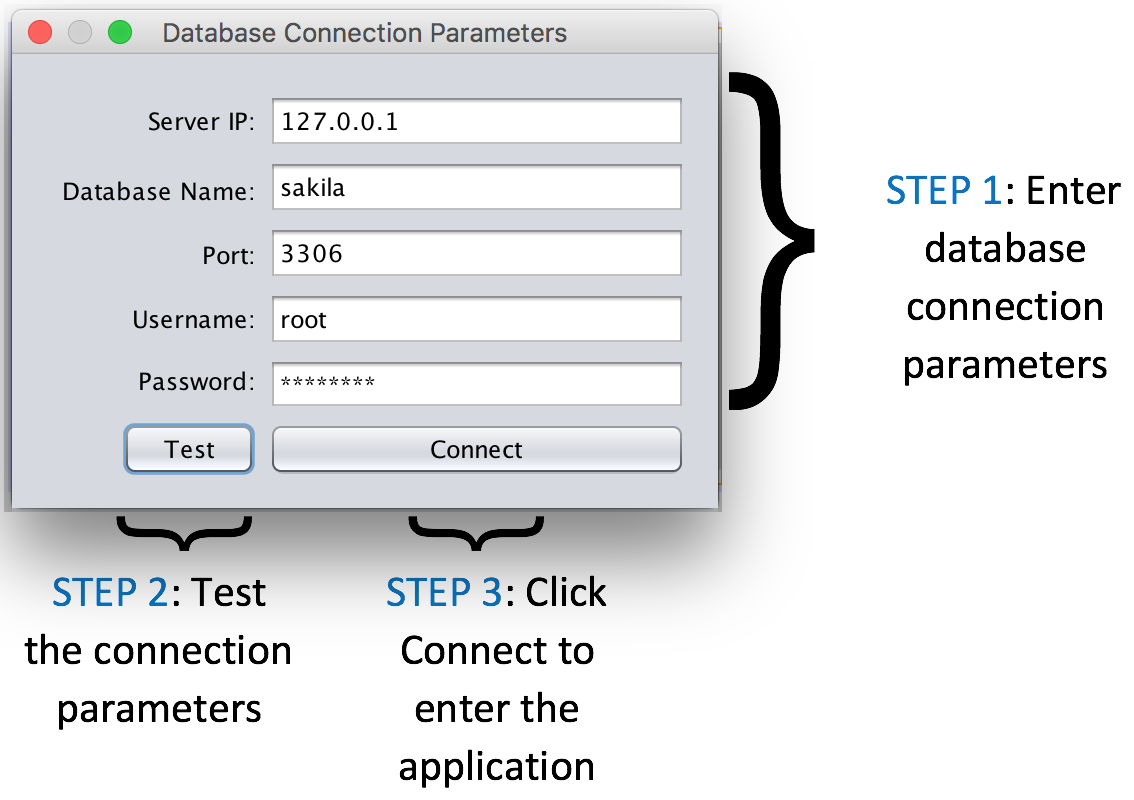 Database Connection Parameters
Server IP: 127.0.0.1
Database Name: sakila
Port: 3306
Username: root
Password: ********
Test Connect
STEP 1: Enter
database
connection
parameters
STEP 2: Test
the connection
parameters
STEP 3: Click
Connect to
enter the
application